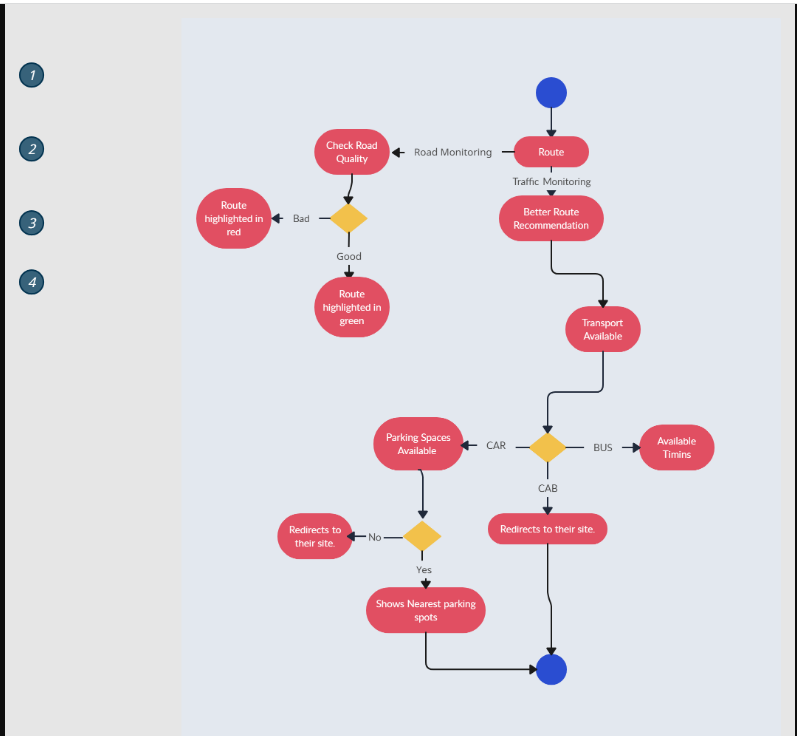 1
2
3
4
Route
Road Monitoring
Check Road
Quality
Traffic Monitoring
Better Route
Recommendation
Bad
Route
highlighted in
red
Good
Route
highlighted in
green
Transport
Available
CAR
Parking Spaces
Available
BUS
Available
Timins
CAB
Redirects to their site.
No
Redirects to
their site.
Yes
Shows Nearest parking
spots